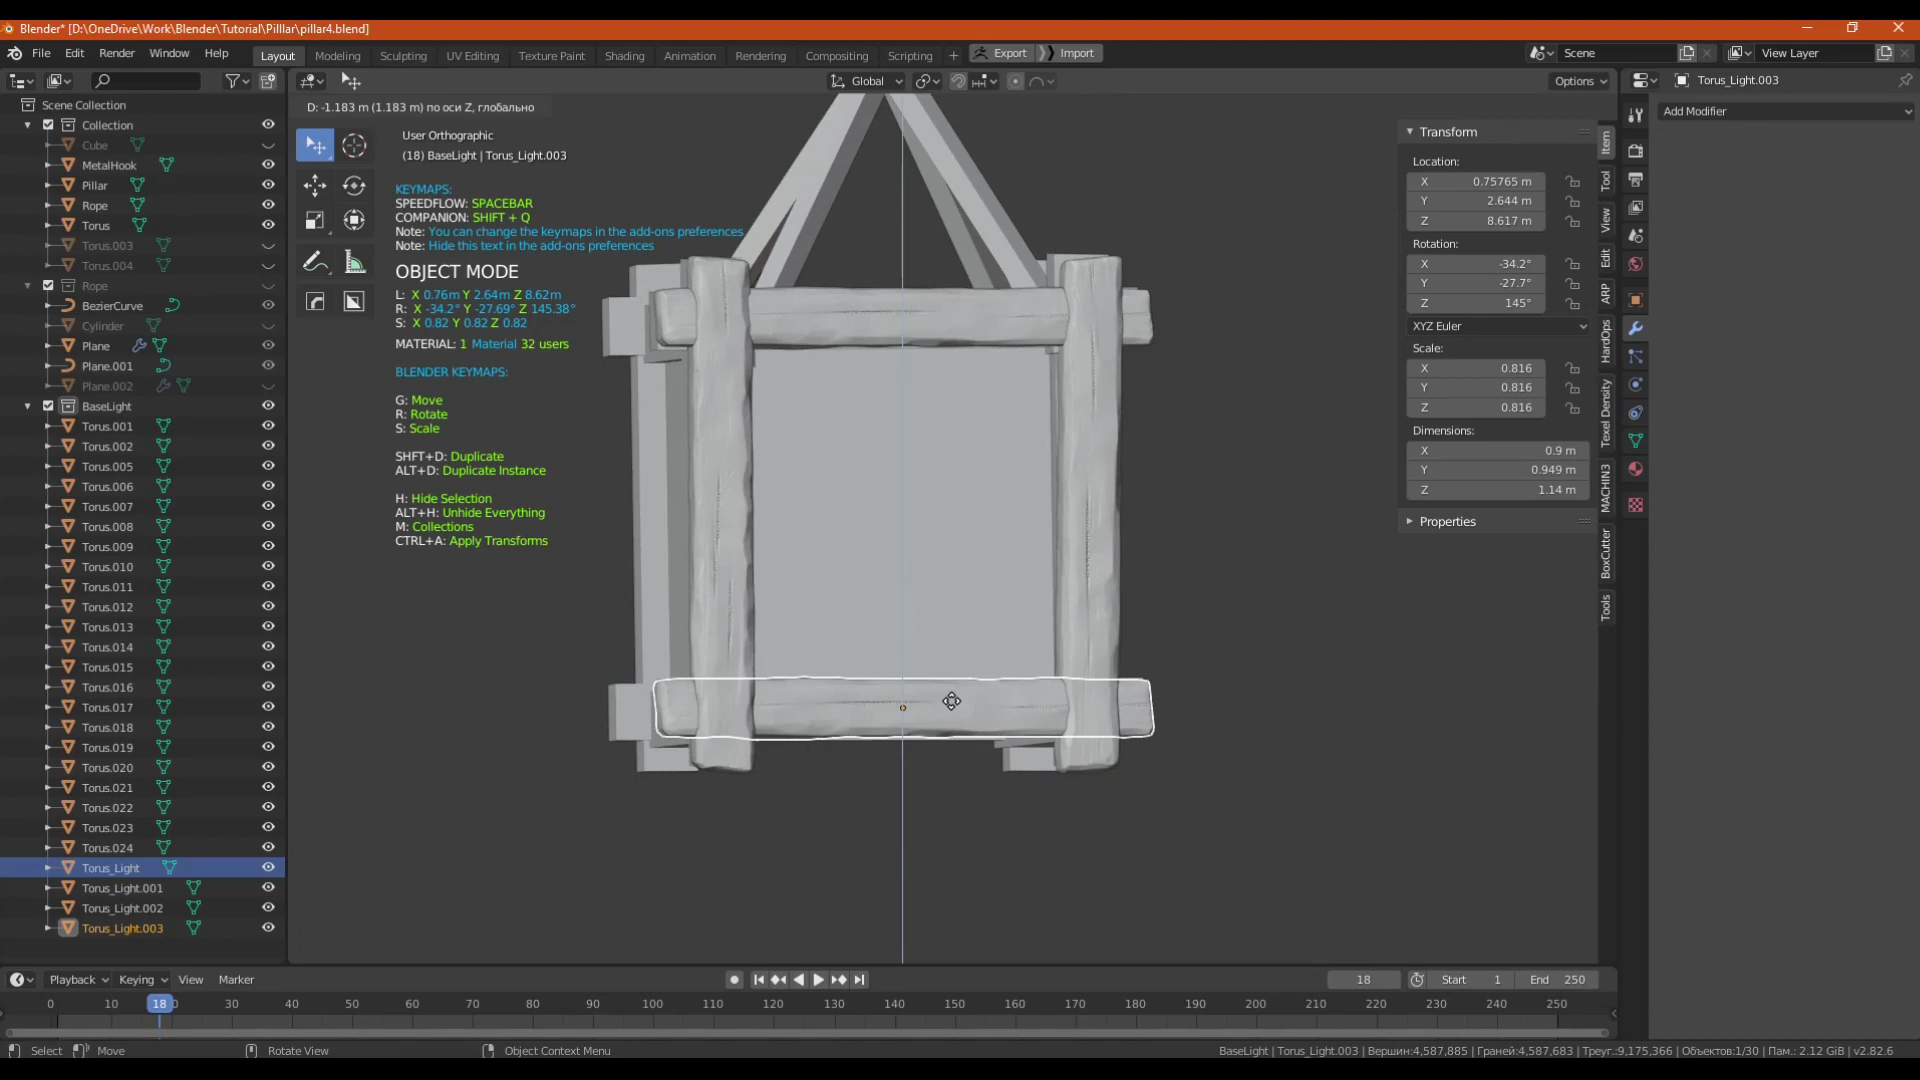 Blender* [D:\OneDrive\Work\Blender\Tutorial\Pilllar\pillar4.blend]
File Edit Render Window Help Layout Modeling Sculpting UV Editing Texture Paint Shading Animation Rendering Compositing Scripting + Export Import Scene View Layer
Global Options Torus_Light.003
Scene Collection
Collection
Cube
MetalHook
Pillar
Rope
Torus
Torus.003
Torus.004
Rope
BezierCurve
Cylinder
Plane
Plane.001
Plane.002
BaseLight
Torus.001
Torus.002
Torus.005
Torus.006
Torus.007
Torus.008
Torus.009
Torus.010
Torus.011
Torus.012
Torus.013
Torus.014
Torus.015
Torus.016
Torus.017
Torus.018
Torus.019
Torus.020
Torus.021
Torus.022
Torus.023
Torus.024
Torus_Light
Torus_Light.001
Torus_Light.002
Torus_Light.003
D: -1.183 m (1.183 m) по оси Z, глобально
User Orthographic
(18) BaseLight | Torus_Light.003
KEYMAPS:
SPEEDFLOW: SPACEBAR
COMPANION: SHIFT + Q
Note: You can change the keymaps in the add-ons preferences
Note: Hide this text in the add-ons preferences
OBJECT MODE
L: X 0.76m Y 2.64m Z 8.62m
R: X -34.2° Y -27.69° Z 145.38°
S: X 0.82 Y 0.82 Z 0.82
MATERIAL: 1 Material 32 users
BLENDER KEYMAPS:
G: Move
R: Rotate
S: Scale
SHFT+D: Duplicate
ALT+D: Duplicate Instance
H: Hide Selection
ALT+H: Unhide Everything
M: Collections
CTRL+A: Apply Transforms
Transform
Location:
X 0.75765 m
Y 2.644 m
Z 8.617 m
Rotation:
X -34.2°
Y -27.7°
Z 145°
XYZ Euler
Scale:
X 0.816
Y 0.816
Z 0.816
Dimensions:
X 0.9 m
Y 0.949 m
Z 1.14 m
Properties
Item
Tool
View
Edit
ARP
HardOps
Texel Density
MACHIN3
BoxCutter
Tools
Add Modifier
Playback Keying View Marker 18 Start 1 End 250
0 10 18 0 30 40 50 60 70 80 90 100 110 120 130 140 150 160 170 180 190 200 210 220 230 240 250
Select Move Rotate View Object Context Menu BaseLight | Torus_Light.003 | Вершин:4,587,885 | Граней:4,587,683 | Треуг.:9,175,366 | Объектов:1/30 | Пам.: 2.12 GiB | v2.82.6